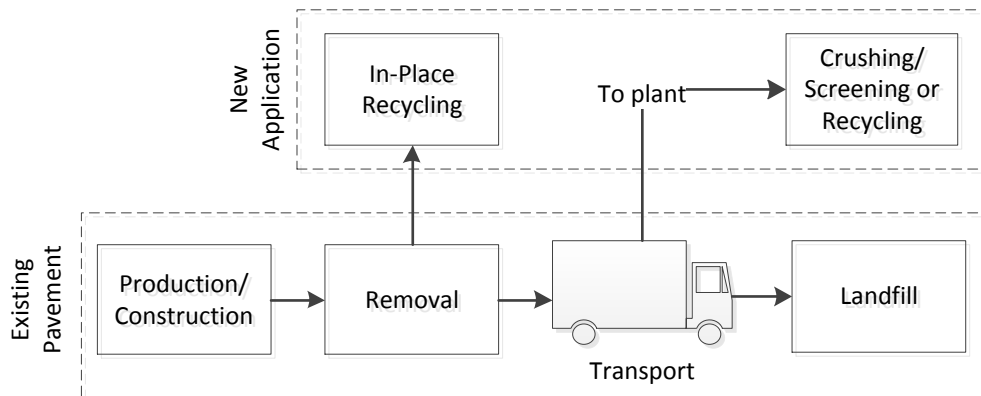 New
Application
In-Place
Recycling
To plant
Crushing/
Screening or
Recycling
Existing
Pavement
Production/
Construction
Removal
Transport
Landfill